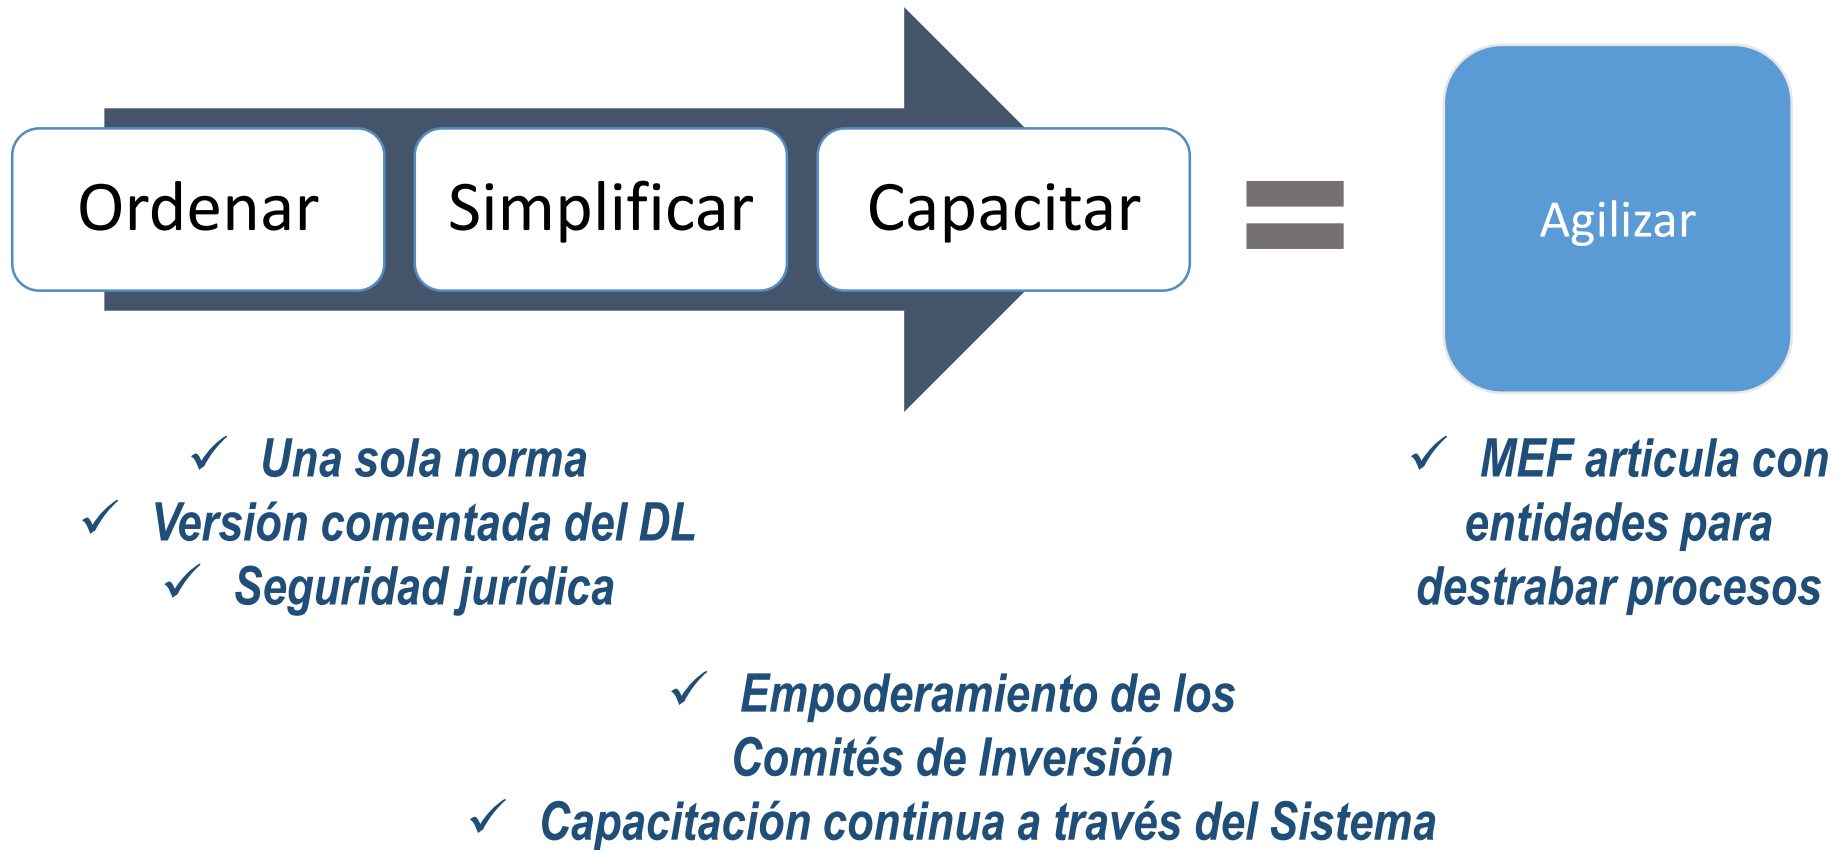 Ordenar
Simplificar
Capacitar
=
Agilizar
✓ Una sola norma
✓ Versión comentada del DL
✓ Seguridad jurídica
✓ MEF articula con
entidades para
destrabar procesos
✓ Empoderamiento de los
Comités de Inversión
✓ Capacitación continua a través del Sistema